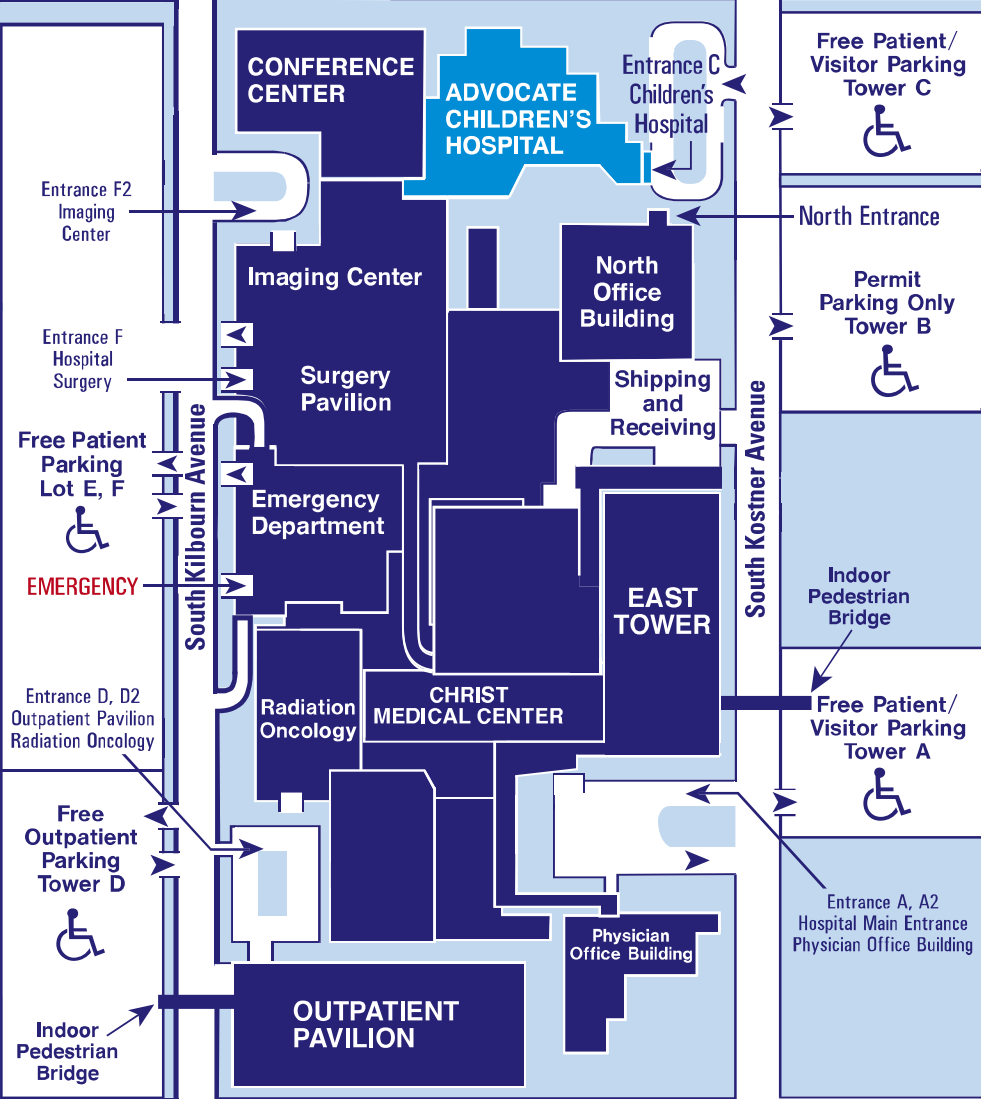 CONFERENCE
CENTER
ADVOCATE
CHILDREN'S
HOSPITAL
Entrance C
Children's
Hospital
Free Patient/
Visitor Parking
Tower C
Entrance F2
Imaging
Center
North Entrance
Imaging Center
North
Office
Building
Permit
Parking Only
Tower B
Entrance F
Hospital
Surgery
Surgery
Pavilion
Shipping
and
Receiving
Free Patient
Parking
Lot E, F
South Kilbourn Avenue
South Kostner Avenue
Emergency
Department
EMERGENCY
EAST
TOWER
Indoor
Pedestrian
Bridge
Entrance D, D2
Outpatient Pavilion
Radiation Oncology
Radiation
Oncology
CHRIST
MEDICAL CENTER
Free Patient/
Visitor Parking
Tower A
Free
Outpatient
Parking
Tower D
Entrance A, A2
Hospital Main Entrance
Physician Office Building
Physician
Office Building
OUTPATIENT
PAVILION
Indoor
Pedestrian
Bridge